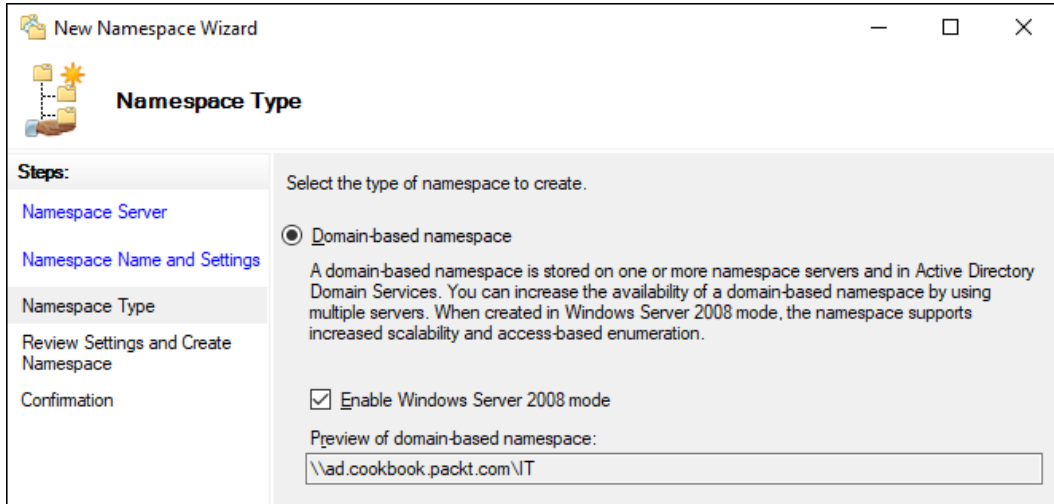 New Namespace Wizard
Namespace Type
Steps:
Namespace Server
Namespace Name and Settings
Namespace Type
Review Settings and Create
Namespace
Confirmation
Select the type of namespace to create.
Domain-based namespace
A domain-based namespace is stored on one or more namespace servers and in Active Directory
Domain Services. You can increase the availability of a domain-based namespace by using
multiple servers. When created in Windows Server 2008 mode, the namespace supports
increased scalability and access-based enumeration.
Enable Windows Server 2008 mode
Preview of domain-based namespace:
\\ad.cookbook.packt.com\IT